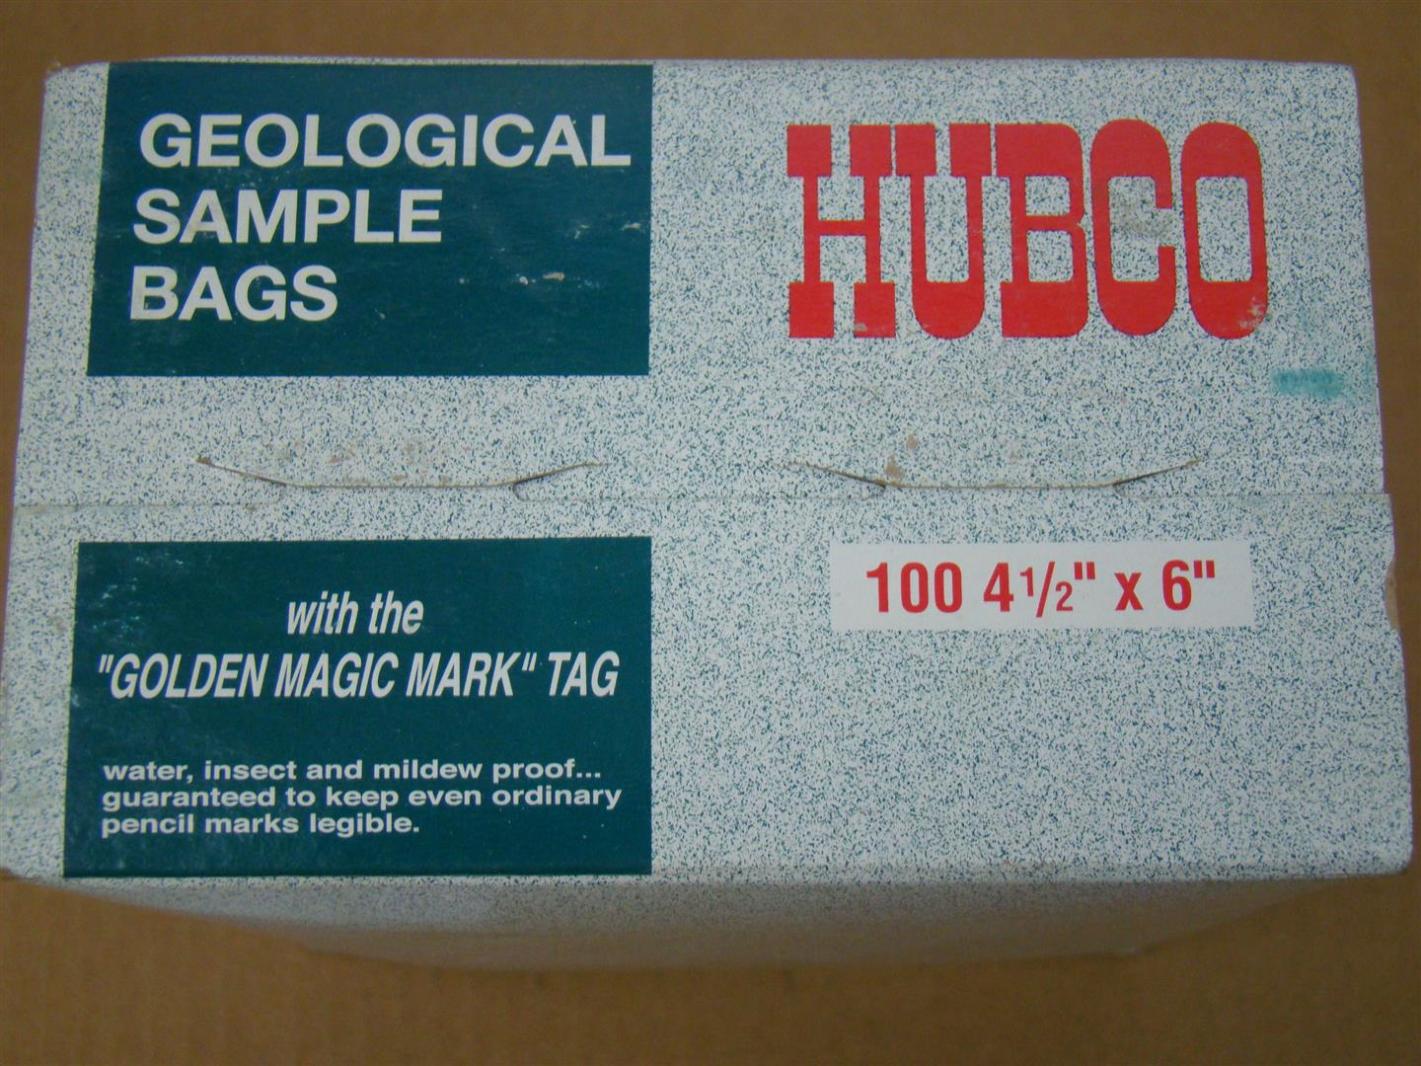 GEOLOGICAL
SAMPLE
BAGS
HUBCO
with the
"GOLDEN MAGIC MARK" TAG
water, insect and mildew proof...
guaranteed to keep even ordinary
pencil marks legible.
100 4 1/2" x 6"